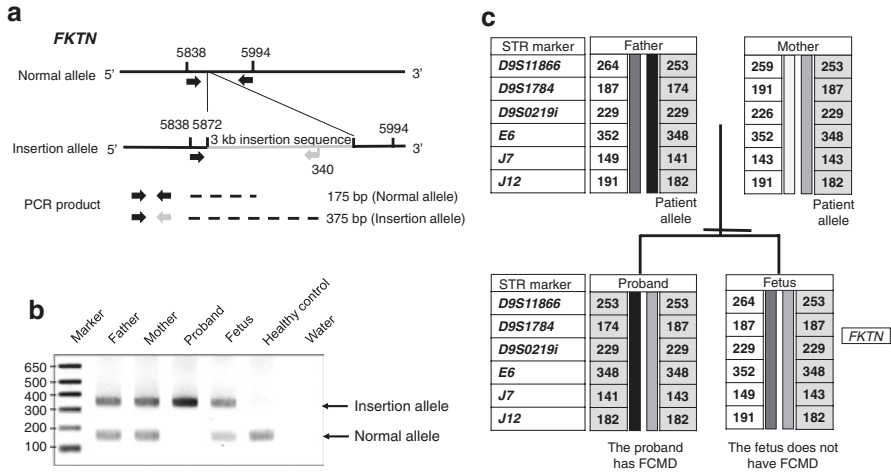 a
FKTN
5838 5994
Normal allele 5’ 3’
5838 5872 5994
Insertion allele 5’ 3 kb insertion sequence 3’
340
PCR product
175 bp (Normal allele)
375 bp (Insertion allele)
b
Marker Father Mother Proband Fetus Healthy control Water
650
500
400
300
200
100
Insertion allele
Normal allele
c
STR marker Father Mother
D9S11866 264 253 259 253
D9S1784 187 174 191 187
D9S0219i 229 229 226 229
E6 352 348 352 348
J7 149 141 143 143
J12 191 182 191 182
Patient allele
Patient allele
STR marker Proband Fetus
D9S11866 253 253 264 253
D9S1784 174 187 187 187
D9S0219i 229 229 229 229
E6 348 348 352 348
J7 141 143 149 143
J12 182 182 191 182
FKTN
The proband has FCMD
The fetus does not have FCMD